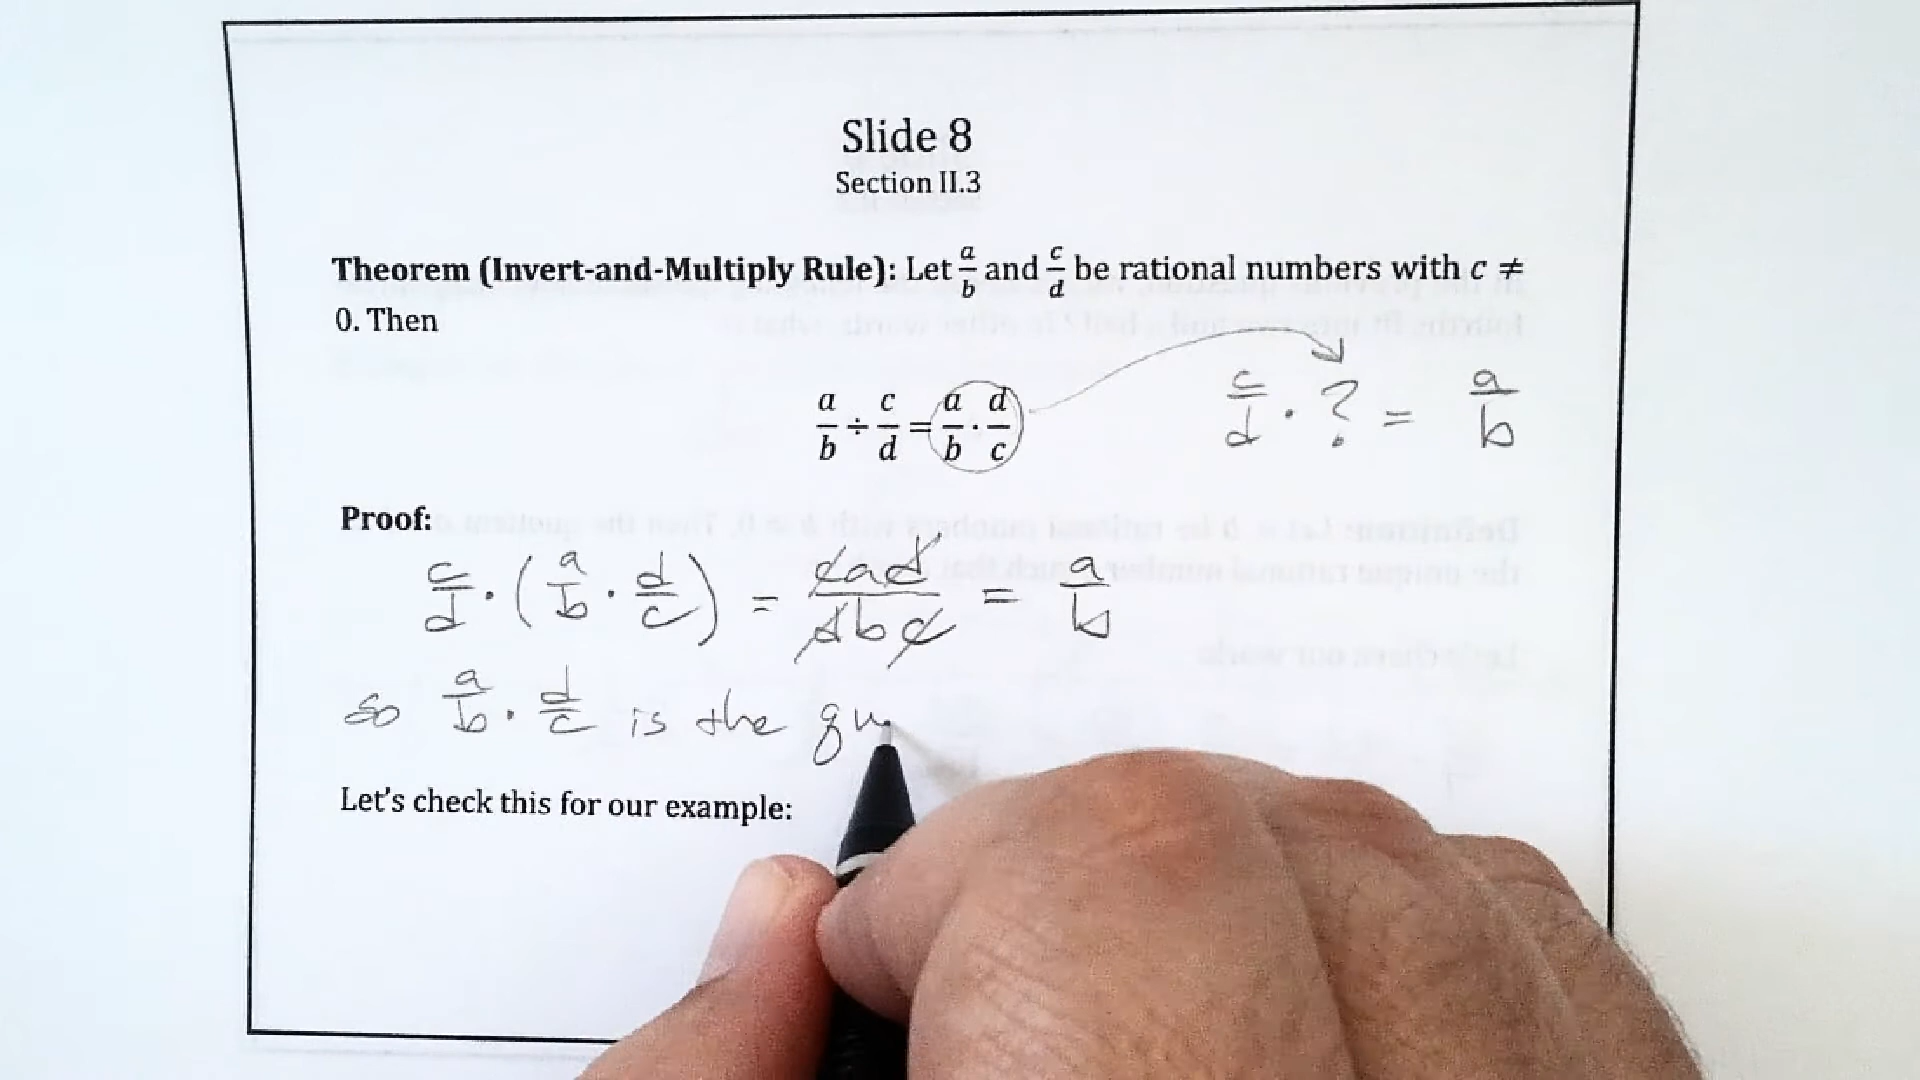 Slide 8
Section II.3
Theorem (Invert-and-Multiply Rule): Let a/b and c/d be rational numbers with c ≠
0. Then
a/b ÷ c/d = a/b · d/c
c/d · ? = a/b
Proof:
c/d · (a/b · d/c) = cad/dbc = a/b
so a/b · d/c is the qu
Let's check this for our example: